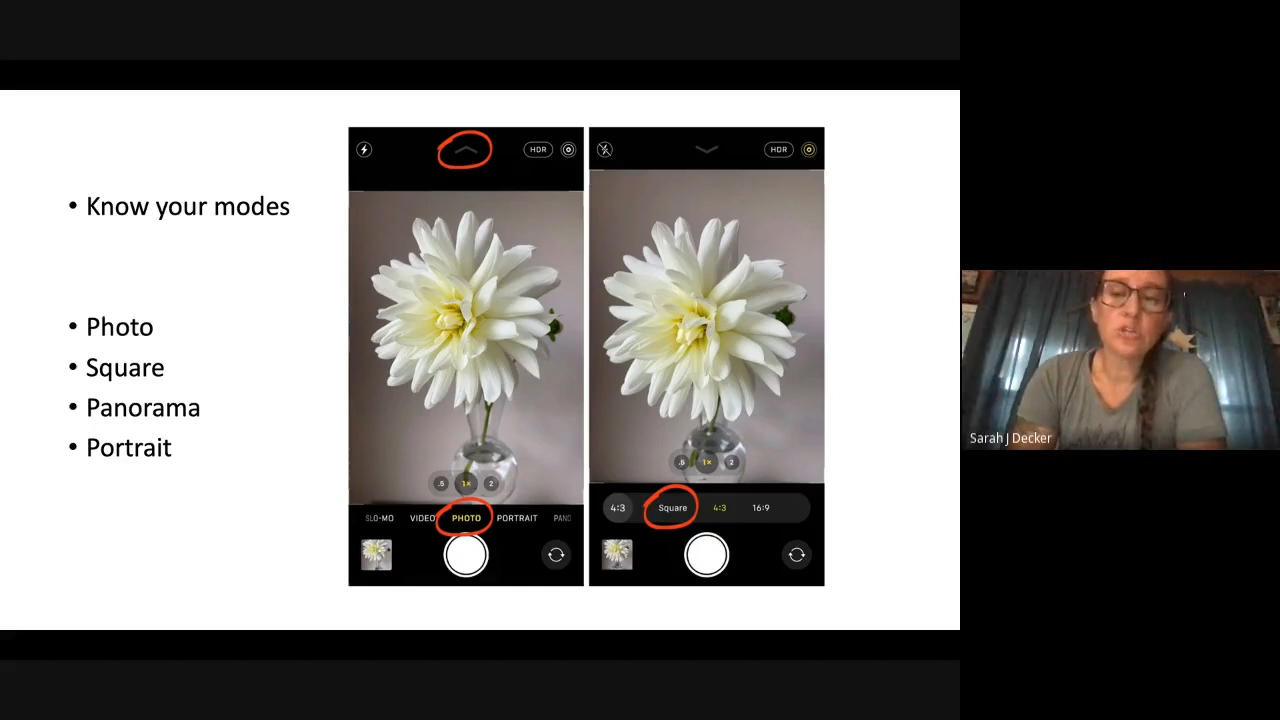 • Know your modes
• Photo
• Square
• Panorama
• Portrait
HDR
.5 1× 2
SLO-MO VIDEO PHOTO PORTRAIT PANO
HDR
.5 1× 2
4:3 Square 4:3 16:9
Sarah J Decker